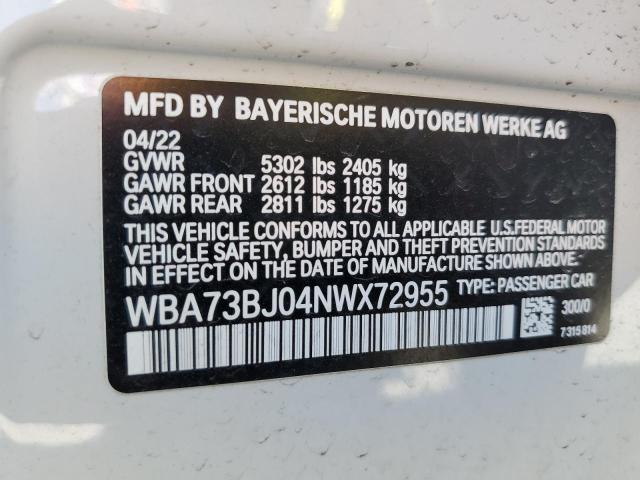 MFD BY BAYERISCHE MOTOREN WERKE AG
04/22
GVWR 5302 lbs 2405 kg
GAWR FRONT 2612 lbs 1185 kg
GAWR REAR 2811 lbs 1275 kg
THIS VEHICLE CONFORMS TO ALL APPLICABLE U.S.FEDERAL MOTOR
VEHICLE SAFETY, BUMPER AND THEFT PREVENTION STANDARDS
IN EFFECT ON THE DATE OF MANUFACTURE SHOWN ABOVE.
WBA73BJ04NWX72955 TYPE: PASSENGER CAR
300/0
7315814